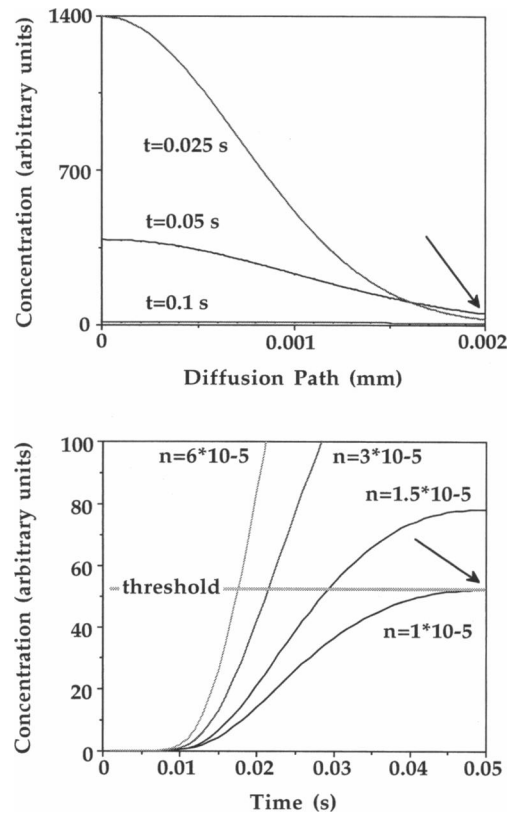 Concentration (arbitrary units)
1400
700
0
t=0.025 s
t=0.05 s
t=0.1 s
0
0.001
0.002
Diffusion Path (mm)
Concentration (arbitrary units)
100
80
60
40
20
0
n=6*10-5
n=3*10-5
n=1.5*10-5
threshold
n=1*10-5
0
0.01
0.02
0.03
0.04
0.05
Time (s)